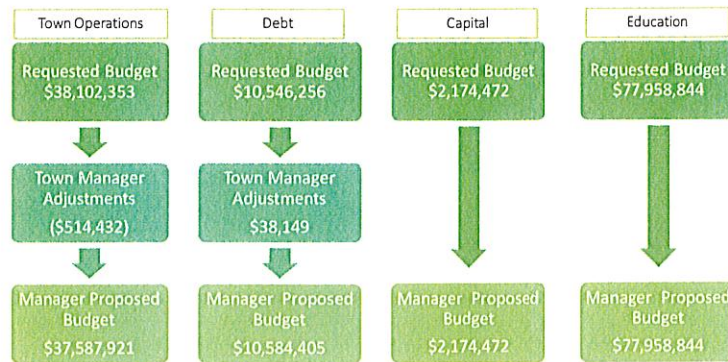 Town Operations
Debt
Capital
Education
Requested Budget
$38,102,353
Requested Budget
$10,546,256
Requested Budget
$2,174,472
Requested Budget
$77,958,844
Town Manager
Adjustments
($514,432)
Town Manager
Adjustments
$38,149
Manager Proposed
Budget
$37,587,921
Manager Proposed
Budget
$10,584,405
Manager Proposed
Budget
$2,174,472
Manager Proposed
Budget
$77,958,844